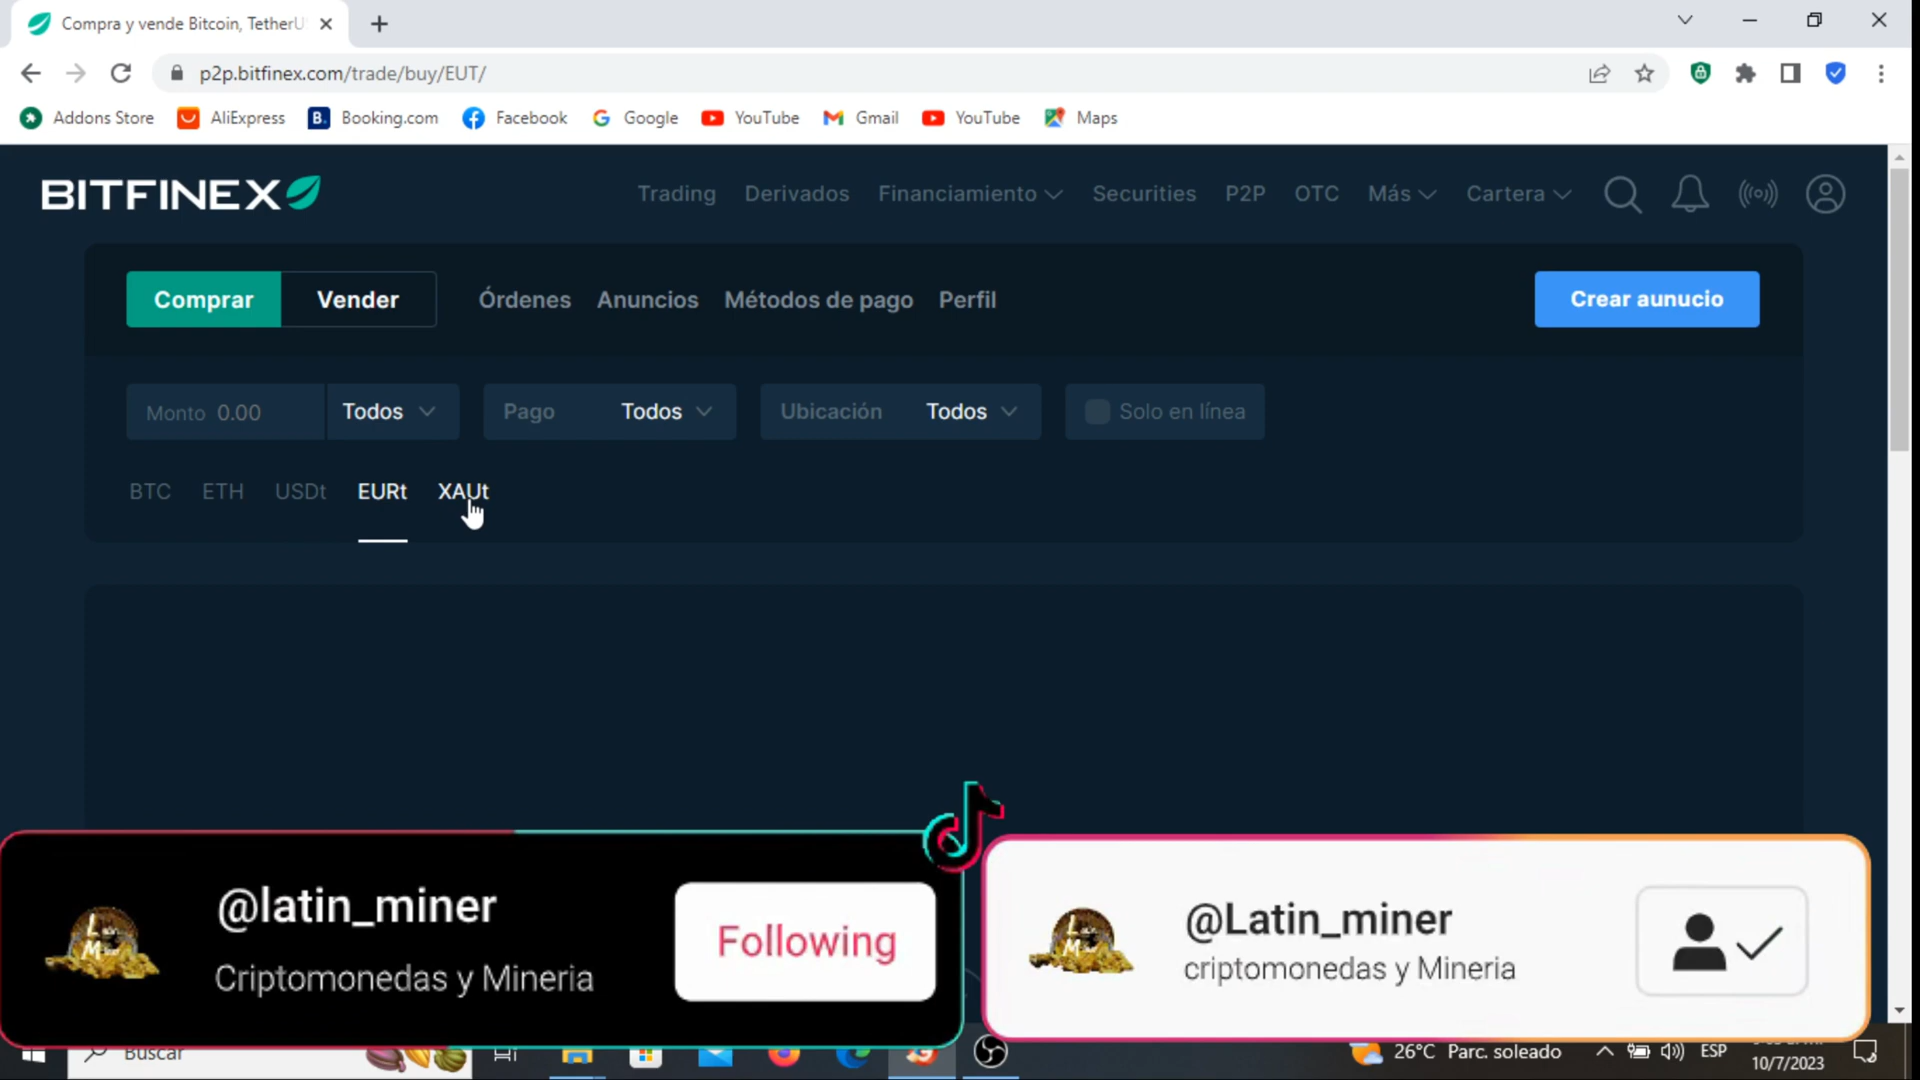 Compra y vende Bitcoin, TetherU
p2p.bitfinex.com/trade/buy/EUT/
Addons Store AliExpress Booking.com Facebook Google YouTube Gmail YouTube Maps
BITFINEX Trading Derivados Financiamiento Securities P2P OTC Más Cartera
Comprar Vender Órdenes Anuncios Métodos de pago Perfil Crear aunucio
Monto 0.00 Todos Pago Todos Ubicación Todos Solo en línea
BTC ETH USDt EURt XAUt
@latin_miner
Criptomonedas y Mineria
Following
@Latin_miner
criptomonedas y Mineria
Buscar 26°C Parc. soleado ESP
10/7/2023